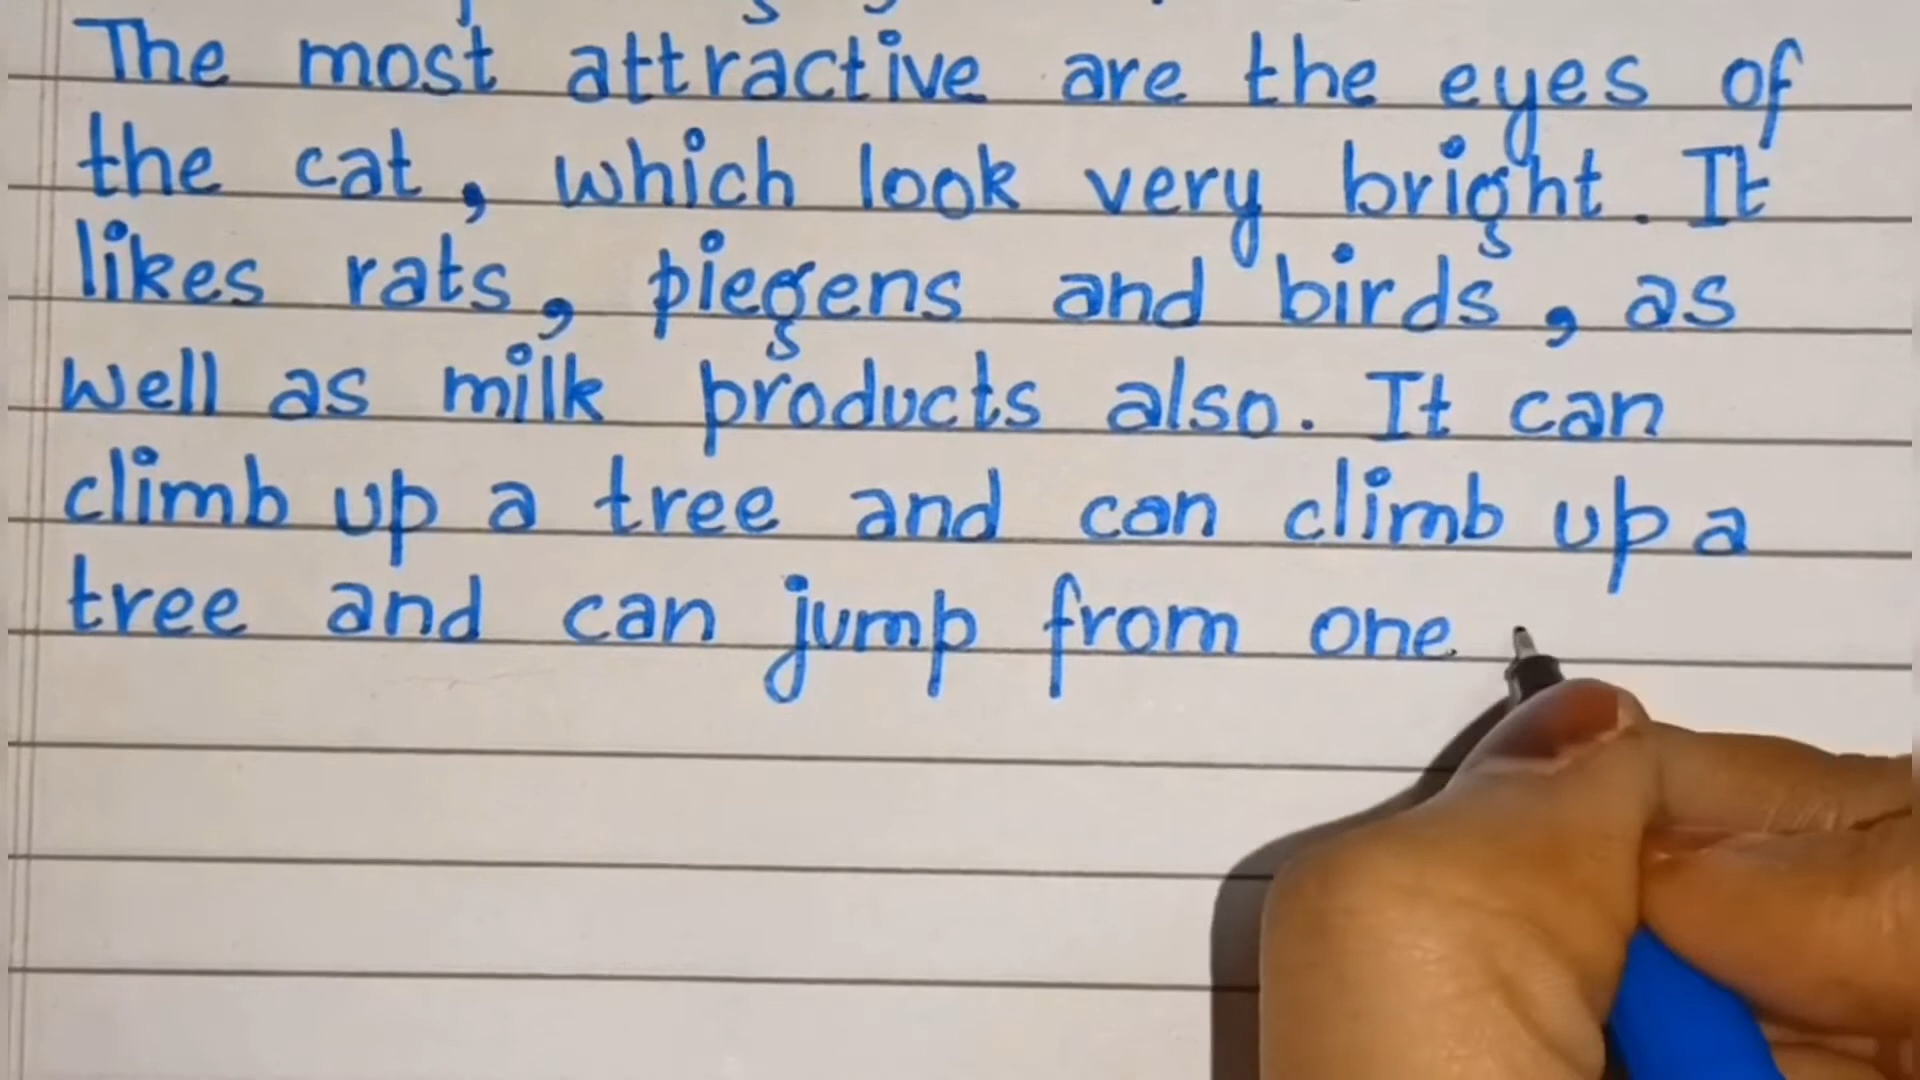 The most attractive are the eyes of
the cat, which look very bright. It
likes rats, piegens and birds, as
well as milk products also. It can
climb up a tree and can climb up a
tree and can jump from one